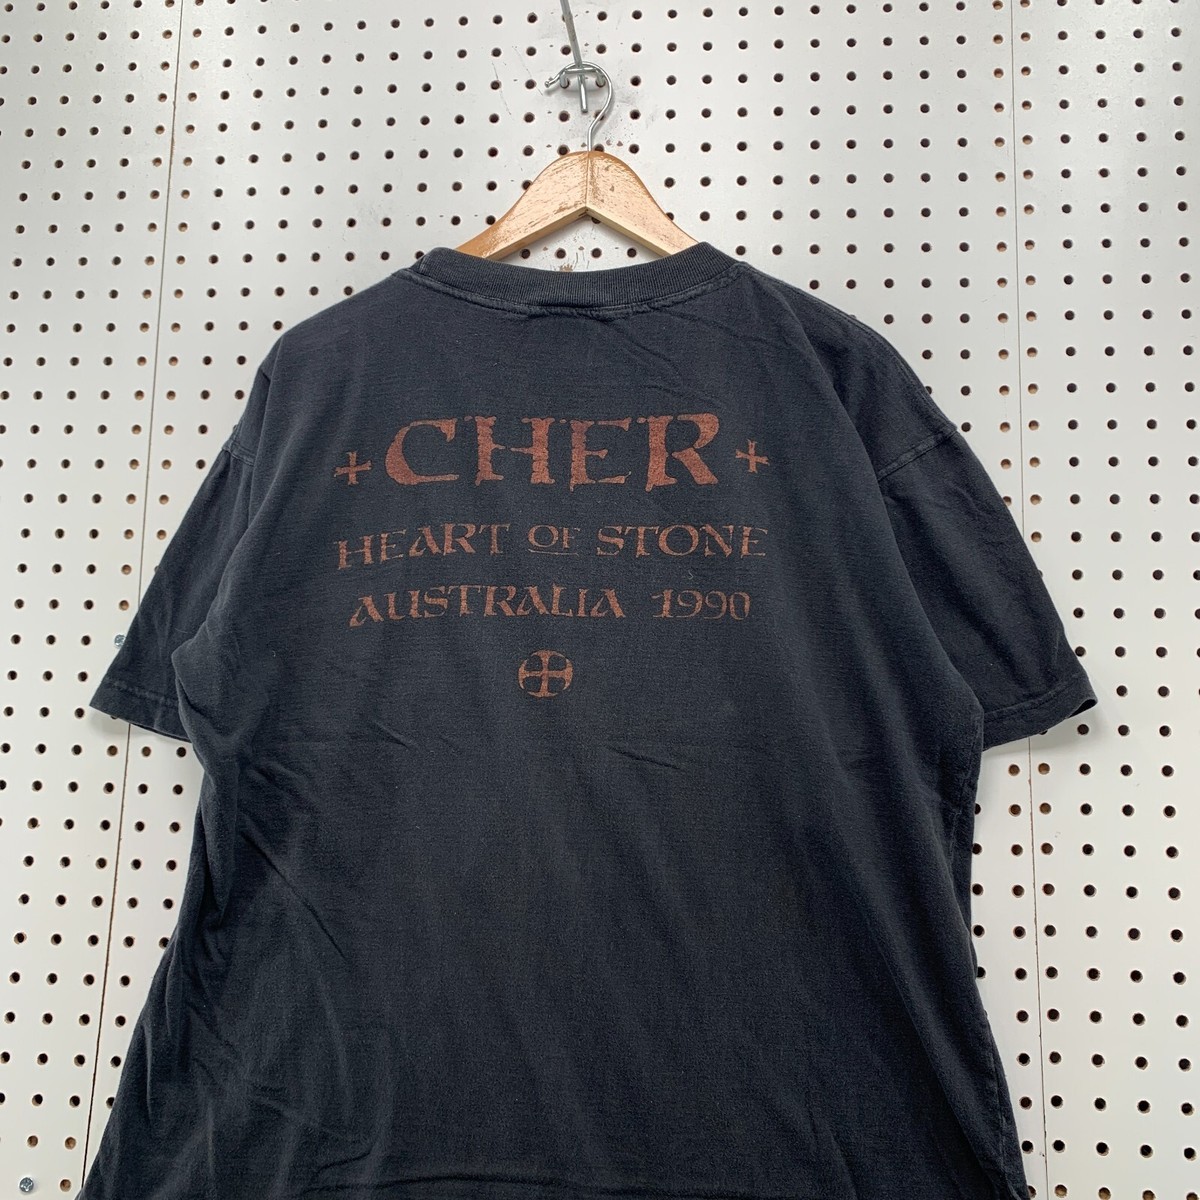 CHER
HEART OF STONE
AUSTRALIA 1990